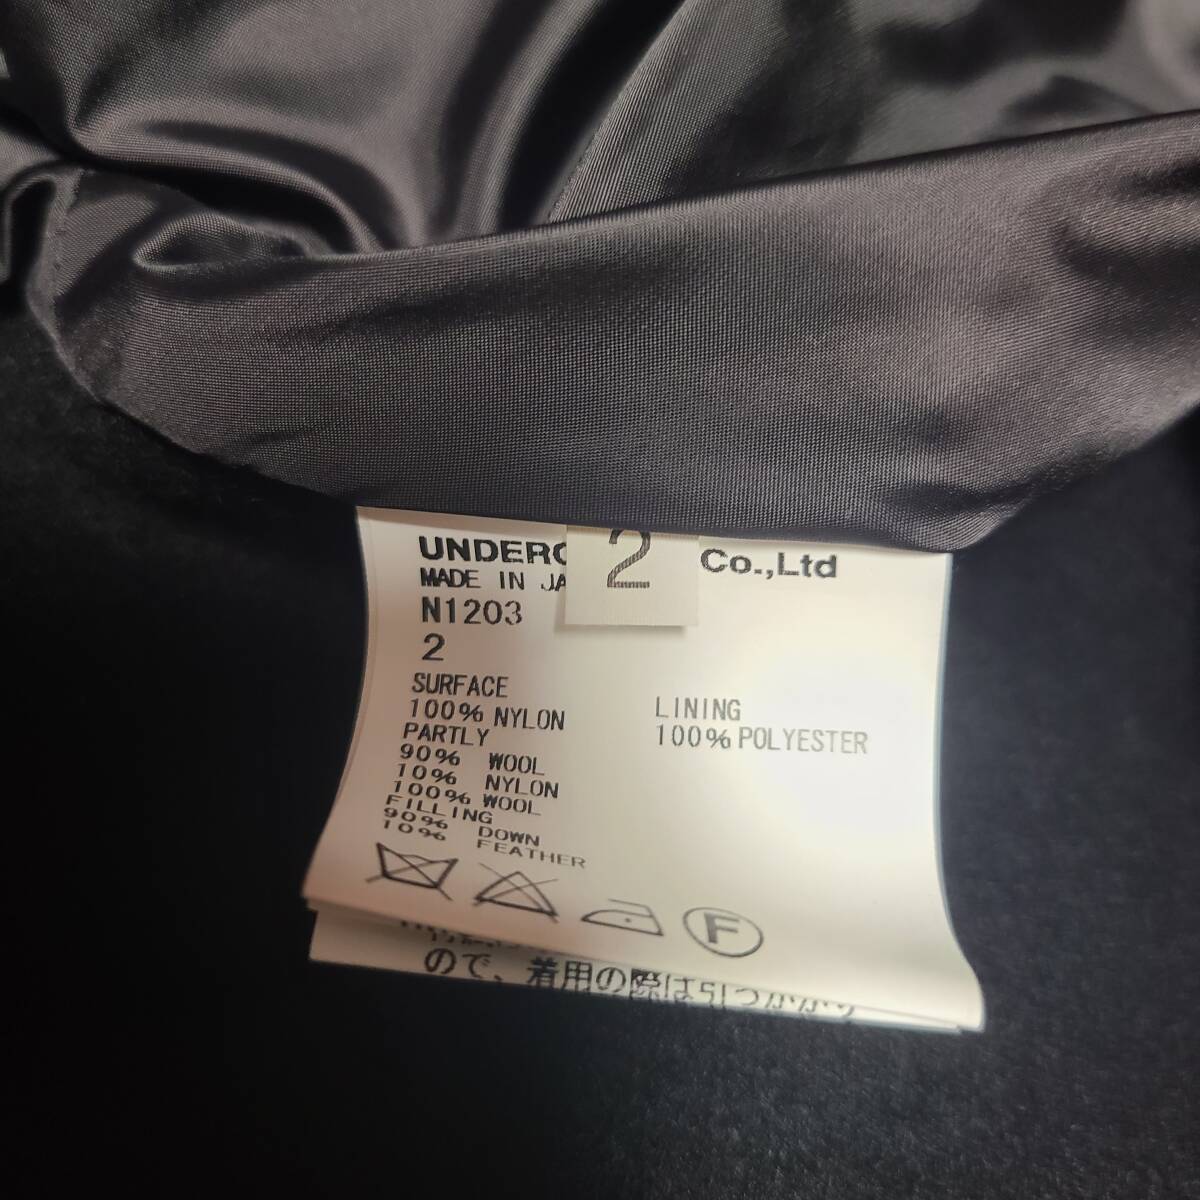 UNDERC
Co.,Ltd
2
MADE IN JA
N1203
2
SURFACE
100% NYLON
PARTLY
90% WOOL
10% NYLON
100% WOOL
FILLING
90% DOWN
10% FEATHER
LINING
100% POLYESTER
F
ので、着用の際は引っかかり